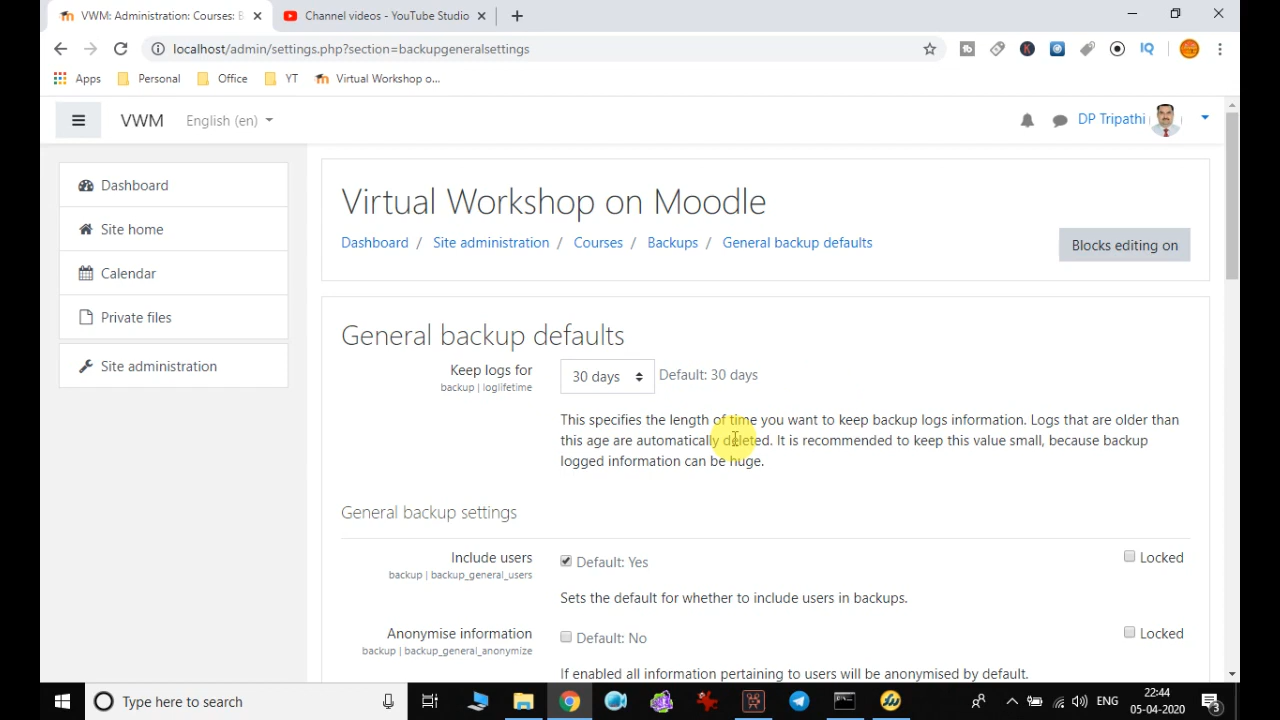 VWM: Administration: Courses: B
Channel videos - YouTube Studio
localhost/admin/settings.php?section=backupgeneralsettings
Apps
Personal
Office
YT
Virtual Workshop o...
VWM
English (en)
DP Tripathi
Dashboard
Site home
Calendar
Private files
Site administration
Virtual Workshop on Moodle
Dashboard / Site administration / Courses / Backups / General backup defaults
Blocks editing on
General backup defaults
Keep logs for
backup | loglifetime
30 days
Default: 30 days
This specifies the length of time you want to keep backup logs information. Logs that are older than
this age are automatically deleted. It is recommended to keep this value small, because backup
logged information can be huge.
General backup settings
Include users
backup | backup_general_users
Default: Yes
Locked
Sets the default for whether to include users in backups.
Anonymise information
backup | backup_general_anonymize
Default: No
Locked
If enabled all information pertaining to users will be anonymised by default.
Type here to search
ENG
22:44
05-04-2020
3
K
IQ